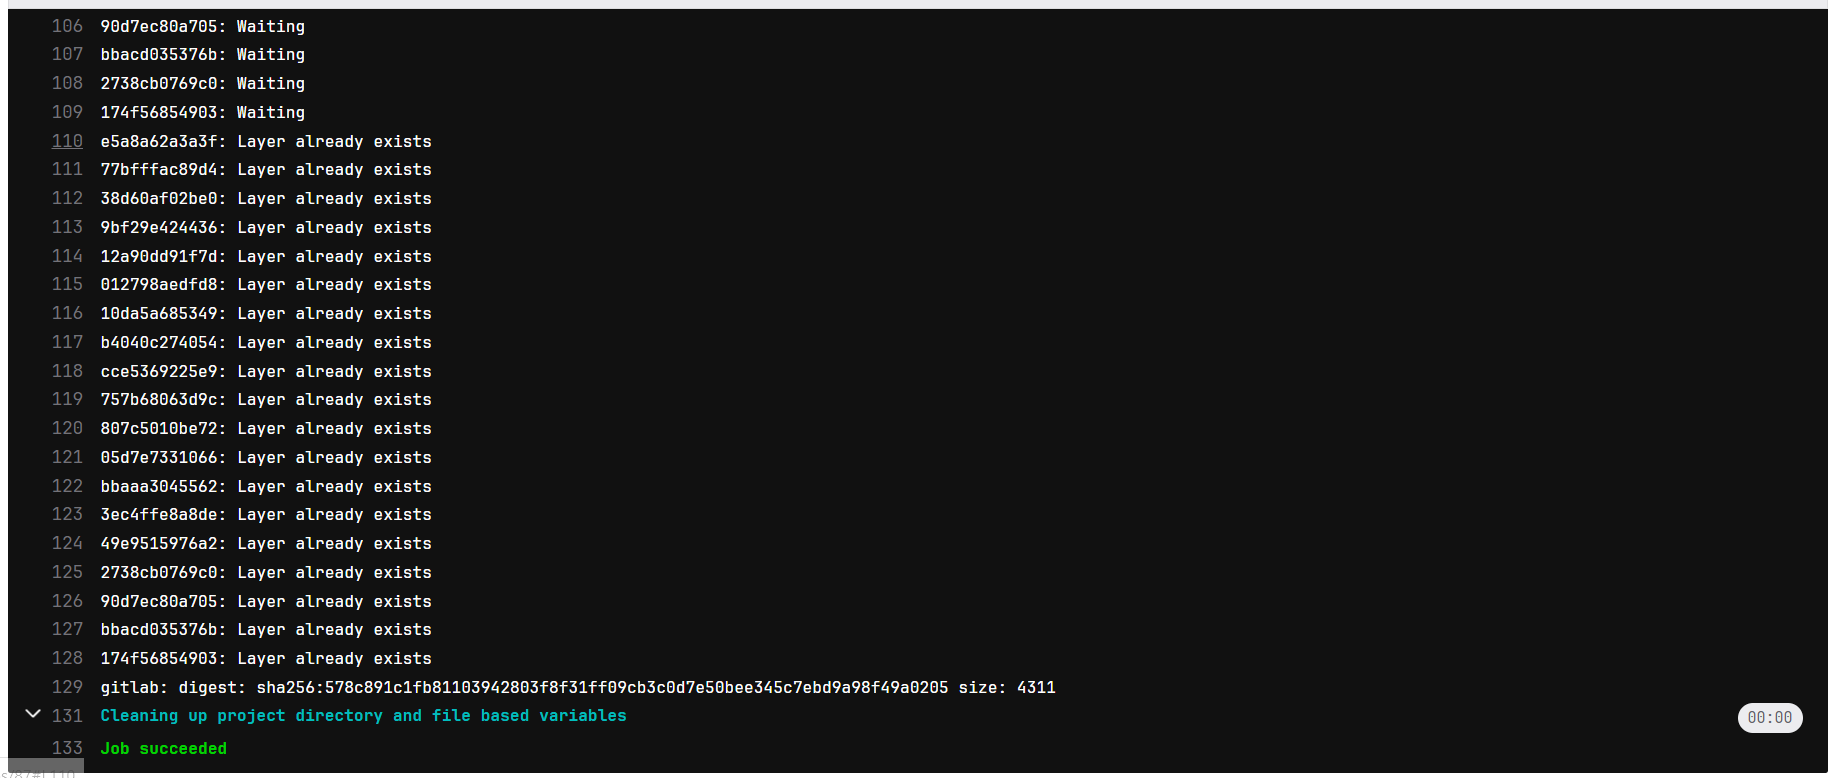 106 90d7ec80a705: Waiting
107 bbacd035376b: Waiting
108 2738cb0769c0: Waiting
109 174f56854903: Waiting
110 e5a8a62a3a3f: Layer already exists
111 77bfffac89d4: Layer already exists
112 38d60af02be0: Layer already exists
113 9bf29e424436: Layer already exists
114 12a90dd91f7d: Layer already exists
115 012798aedfd8: Layer already exists
116 10da5a685349: Layer already exists
117 b4040c274054: Layer already exists
118 cce5369225e9: Layer already exists
119 757b68063d9c: Layer already exists
120 807c5010be72: Layer already exists
121 05d7e7331066: Layer already exists
122 bbaaa3045562: Layer already exists
123 3ec4ffe8a8de: Layer already exists
124 49e9515976a2: Layer already exists
125 2738cb0769c0: Layer already exists
126 90d7ec80a705: Layer already exists
127 bbacd035376b: Layer already exists
128 174f56854903: Layer already exists
129 gitlab: digest: sha256:578c891c1fb81103942803f8f31ff09cb3c0d7e50bee345c7ebd9a98f49a0205 size: 4311
131 Cleaning up project directory and file based variables 00:00
133 Job succeeded